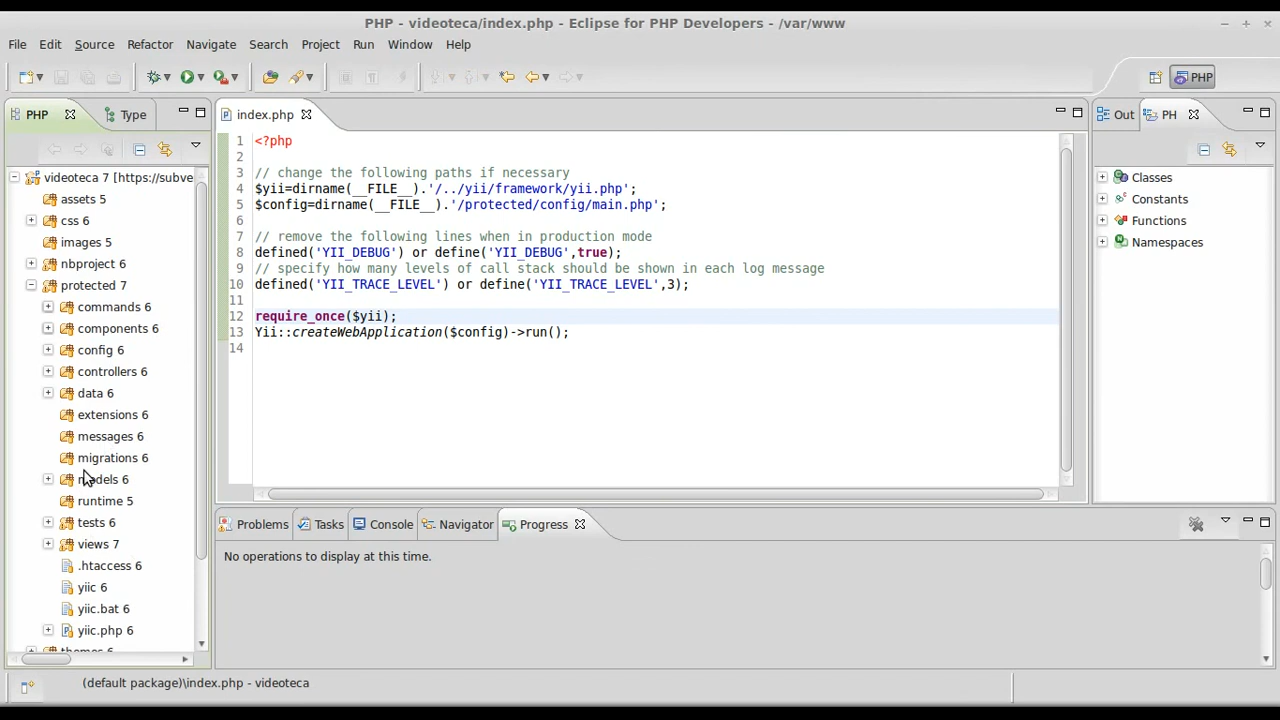 PHP - videoteca/index.php - Eclipse for PHP Developers - /var/www
File Edit Source Refactor Navigate Search Project Run Window Help
PHP
PHP
Type
index.php
Out
PH
videoteca 7 [https://subve
assets 5
css 6
images 5
nbproject 6
protected 7
commands 6
components 6
config 6
controllers 6
data 6
extensions 6
messages 6
migrations 6
models 6
runtime 5
tests 6
views 7
.htaccess 6
yiic 6
yiic.bat 6
yiic.php 6
themes 6
1 <?php
2
3 // change the following paths if necessary
4 $yii=dirname(__FILE__).'/../yii/framework/yii.php';
5 $config=dirname(__FILE__).'/protected/config/main.php';
6
7 // remove the following lines when in production mode
8 defined('YII_DEBUG') or define('YII_DEBUG',true);
9 // specify how many levels of call stack should be shown in each log message
10 defined('YII_TRACE_LEVEL') or define('YII_TRACE_LEVEL',3);
11
12 require_once($yii);
13 Yii::createWebApplication($config)->run();
14
Classes
Constants
Functions
Namespaces
Problems Tasks Console Navigator Progress
No operations to display at this time.
(default package)\index.php - videoteca